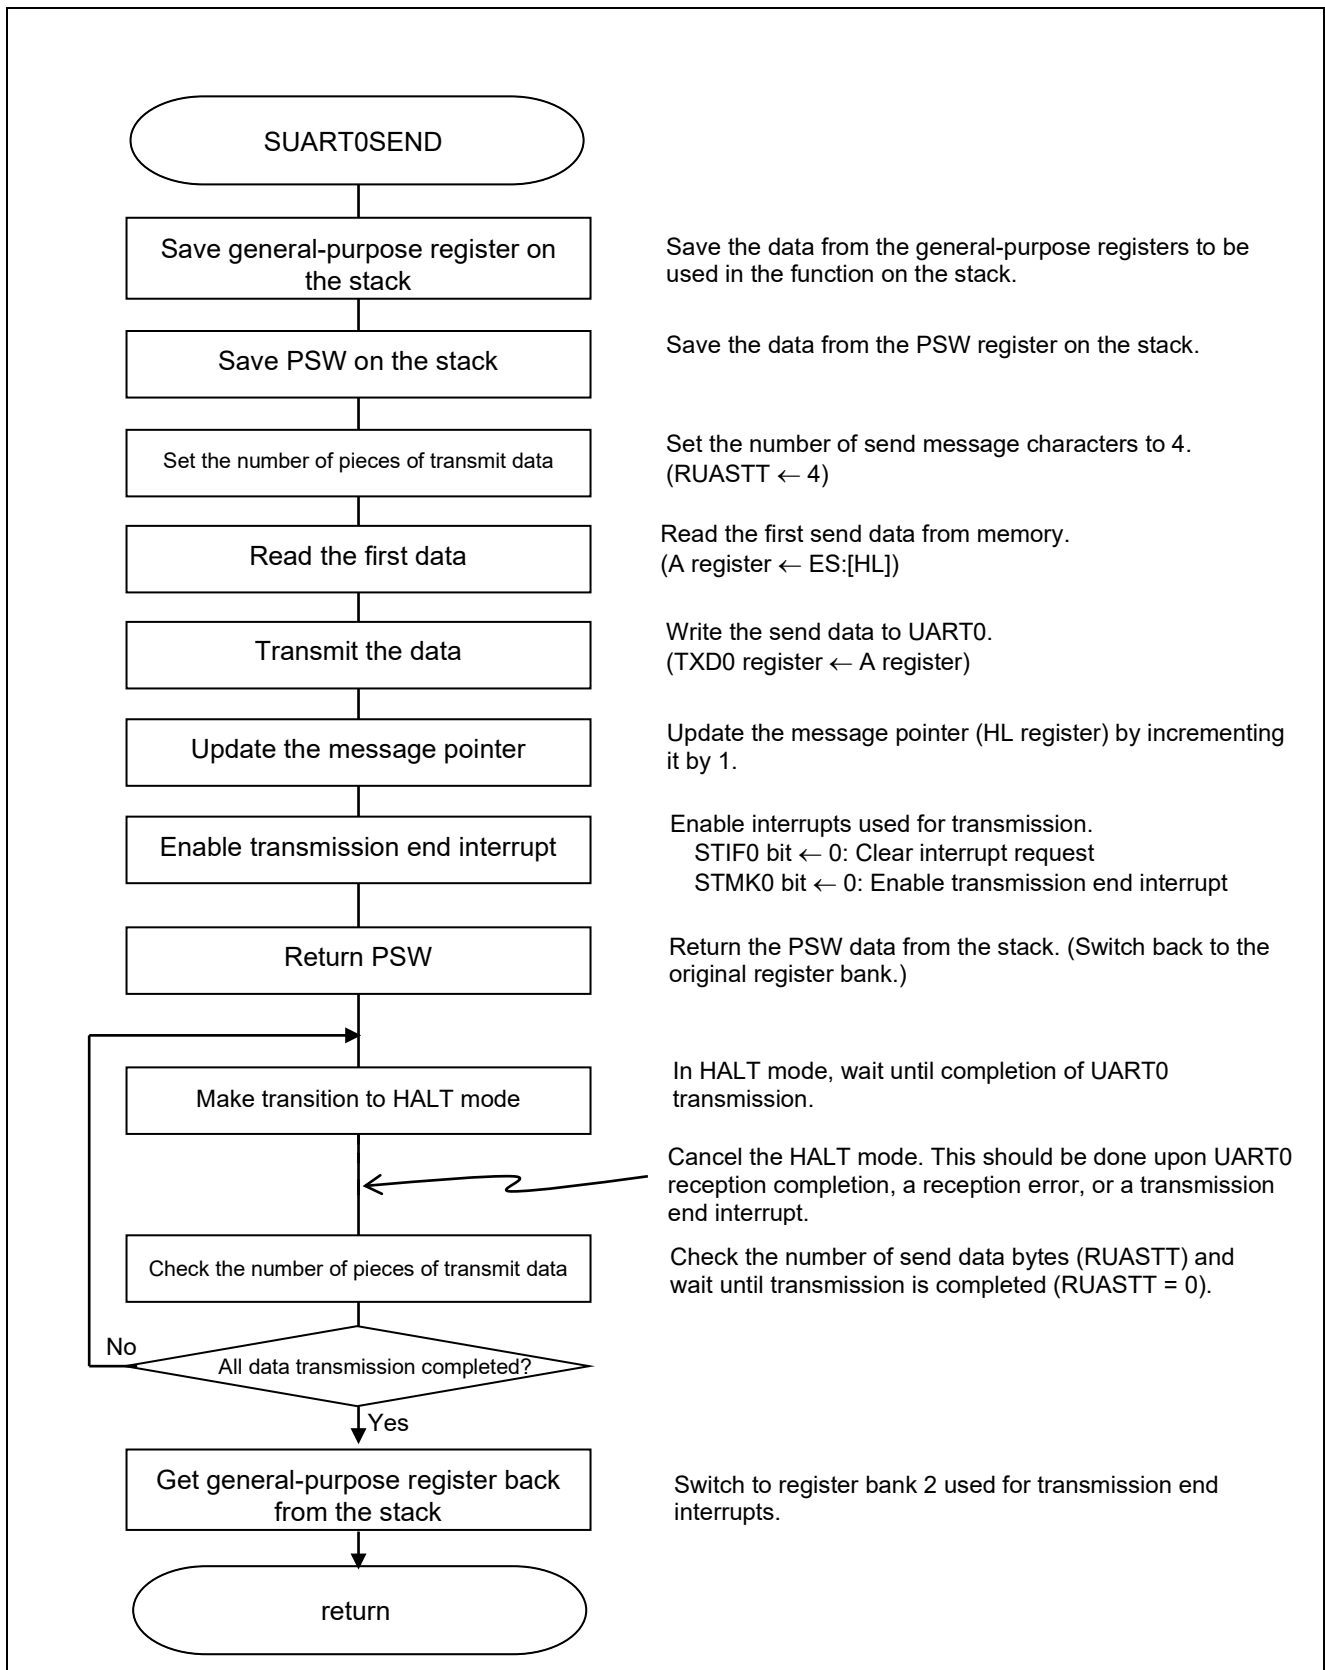 SUART0SEND
Save general-purpose register on
the stack
Save the data from the general-purpose registers to be
used in the function on the stack.
Save PSW on the stack
Save the data from the PSW register on the stack.
Set the number of pieces of transmit data
Set the number of send message characters to 4.
(RUASTT ← 4)
Read the first data
Read the first send data from memory.
(A register ← ES:[HL])
Transmit the data
Write the send data to UART0.
(TXD0 register ← A register)
Update the message pointer
Update the message pointer (HL register) by incrementing
it by 1.
Enable transmission end interrupt
Enable interrupts used for transmission.
STIF0 bit ← 0: Clear interrupt request
STMK0 bit ← 0: Enable transmission end interrupt
Return PSW
Return the PSW data from the stack. (Switch back to the
original register bank.)
Make transition to HALT mode
In HALT mode, wait until completion of UART0
transmission.
Cancel the HALT mode. This should be done upon UART0
reception completion, a reception error, or a transmission
end interrupt.
Check the number of pieces of transmit data
Check the number of send data bytes (RUASTT) and
wait until transmission is completed (RUASTT = 0).
No
All data transmission completed?
Yes
Get general-purpose register back
from the stack
Switch to register bank 2 used for transmission end
interrupts.
return